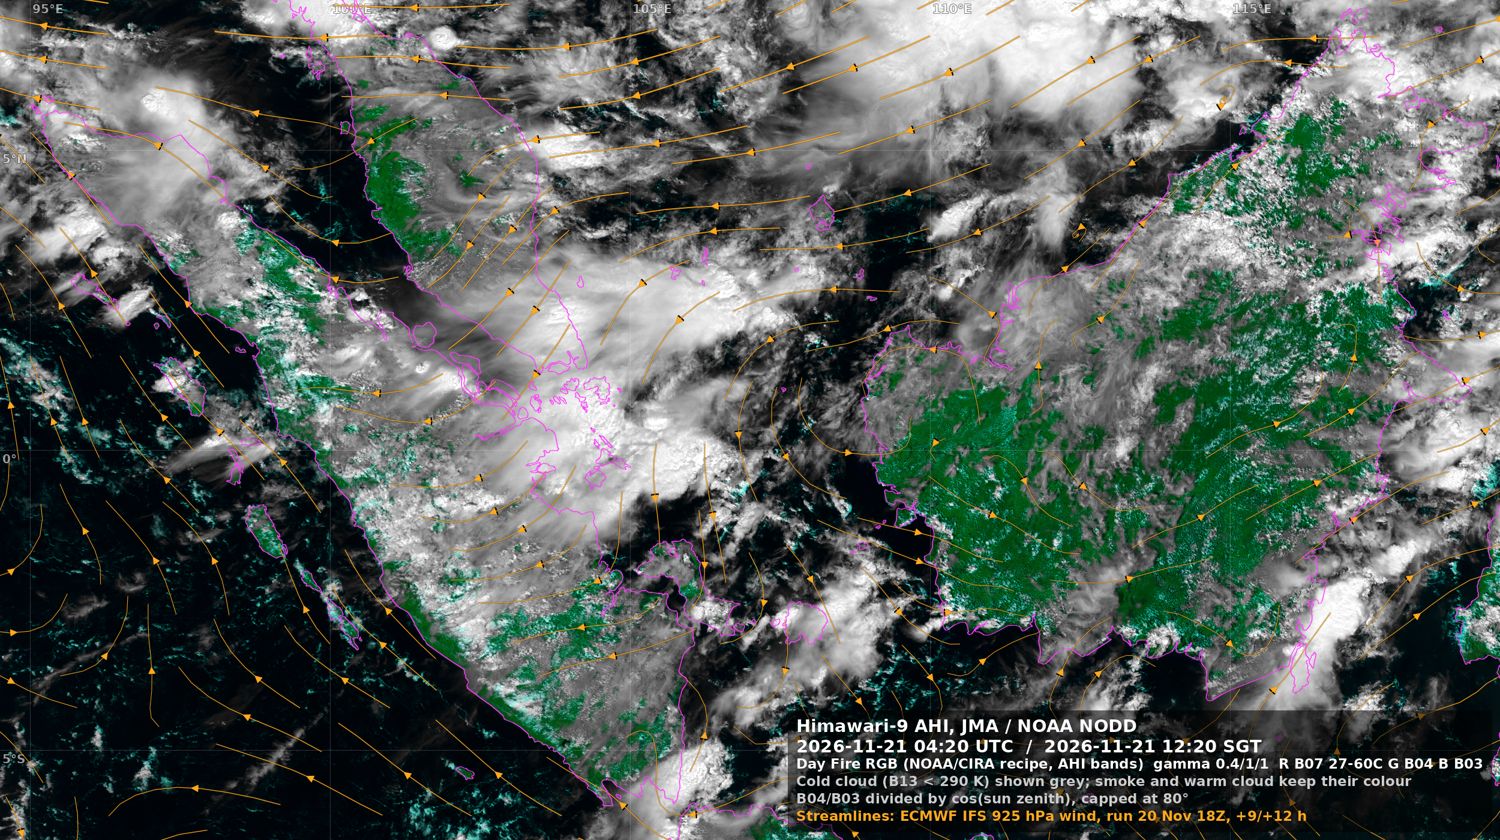 95°E 100°E 105°E 110°E 115°E
5°N
0°
5°S
Himawari-9 AHI, JMA / NOAA NODD
2026-11-21 04:20 UTC / 2026-11-21 12:20 SGT
Day Fire RGB (NOAA/CIRA recipe, AHI bands) gamma 0.4/1/1 R B07 27-60C G B04 B B03
Cold cloud (B13 < 290 K) shown grey; smoke and warm cloud keep their colour
B04/B03 divided by cos(sun zenith), capped at 80°
Streamlines: ECMWF IFS 925 hPa wind, run 20 Nov 18Z, +9/+12 h